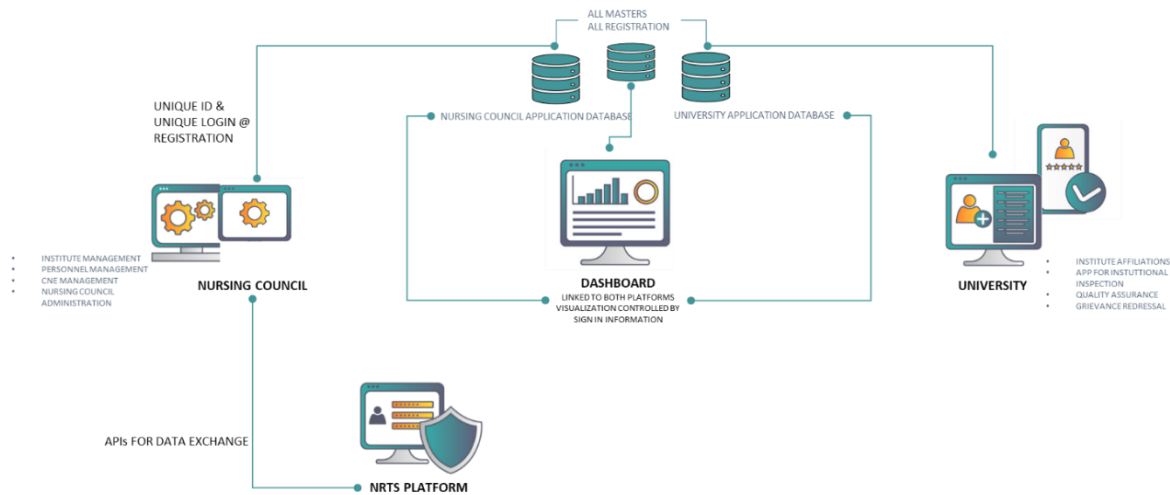 ALL MASTERS
ALL REGISTRATION
UNIQUE ID &
UNIQUE LOGIN @
REGISTRATION
NURSING COUNCIL APPLICATION DATABASE
UNIVERSITY APPLICATION DATABASE
• INSTITUTE MANAGEMENT
• PERSONNEL MANAGEMENT
• CNE MANAGEMENT
• NURSING COUNCIL
ADMINISTRATION
NURSING COUNCIL
DASHBOARD
LINKED TO BOTH PLATFORMS
VISUALIZATION CONTROLLED BY
SIGN IN INFORMATION
UNIVERSITY
• INSTITUTE AFFILIATIONS
• APP FOR INSTUTIONAL
INSPECTION
• QUALITY ASSURANCE
• GRIEVANCE REDRESSAL
APIs FOR DATA EXCHANGE
NRTS PLATFORM